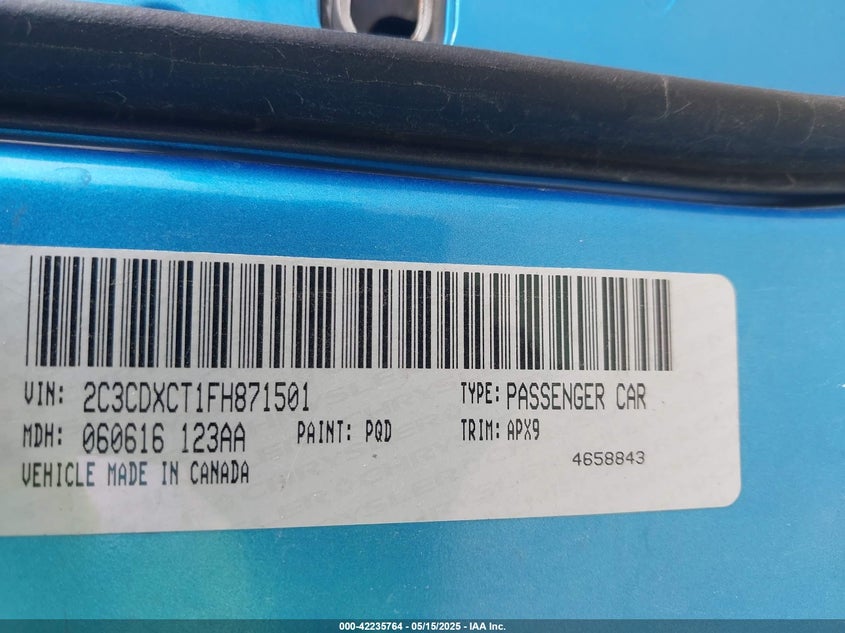 VIN: 2C3CDXCT1FH871501 TYPE: PASSENGER CAR
MDH: 060616 123AA PAINT: PQD TRIM: APX9
VEHICLE MADE IN CANADA 4658843
000-42235764 - 05/15/2025 - IAA Inc.